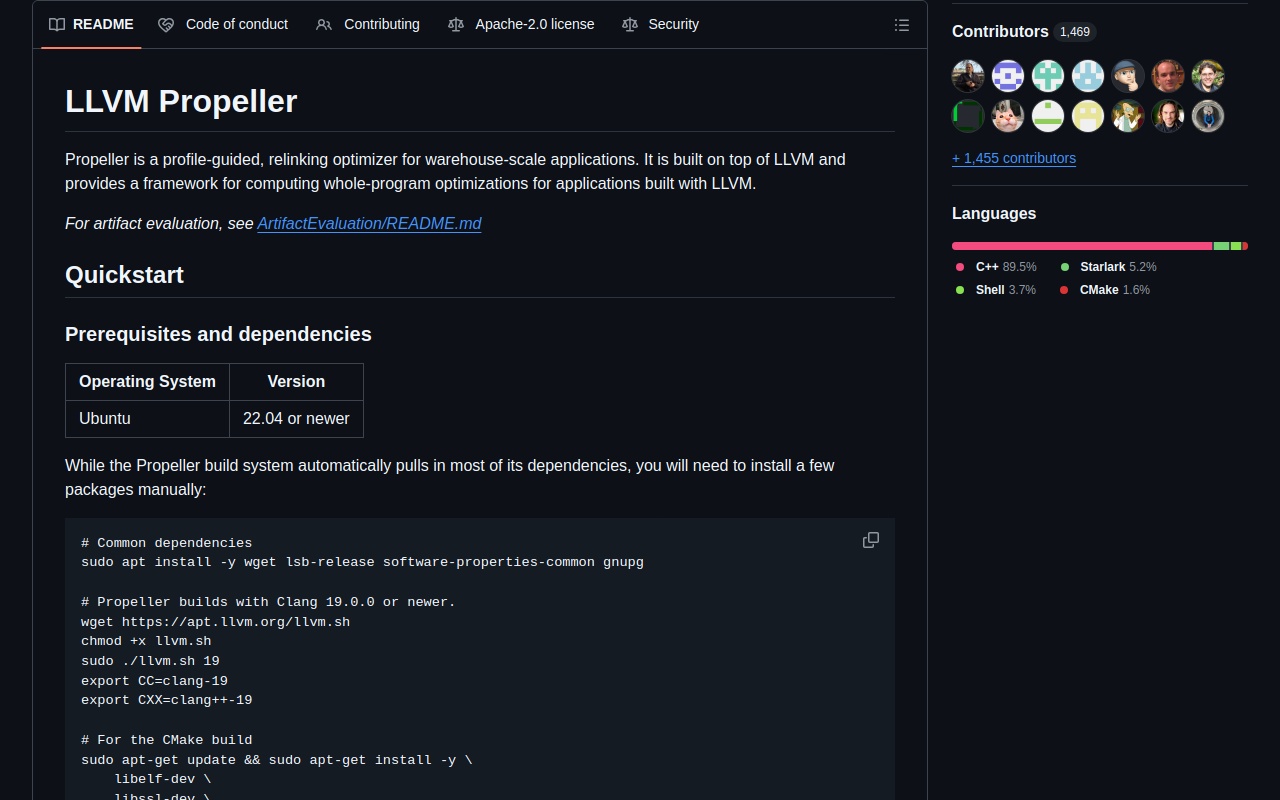 README
Code of conduct
Contributing
Apache-2.0 license
Security
LLVM Propeller
Propeller is a profile-guided, relinking optimizer for warehouse-scale applications. It is built on top of LLVM and
provides a framework for computing whole-program optimizations for applications built with LLVM.
For artifact evaluation, see ArtifactEvaluation/README.md
Quickstart
Prerequisites and dependencies
Operating System Version
Ubuntu 22.04 or newer
While the Propeller build system automatically pulls in most of its dependencies, you will need to install a few
packages manually:
# Common dependencies
sudo apt install -y wget lsb-release software-properties-common gnupg
# Propeller builds with Clang 19.0.0 or newer.
wget https://apt.llvm.org/llvm.sh
chmod +x llvm.sh
sudo ./llvm.sh 19
export CC=clang-19
export CXX=clang++-19
# For the CMake build
sudo apt-get update && sudo apt-get install -y \
libelf-dev \
libssl-dev \
Contributors 1,469
+ 1,455 contributors
Languages
C++ 89.5% Starlark 5.2%
Shell 3.7% CMake 1.6%